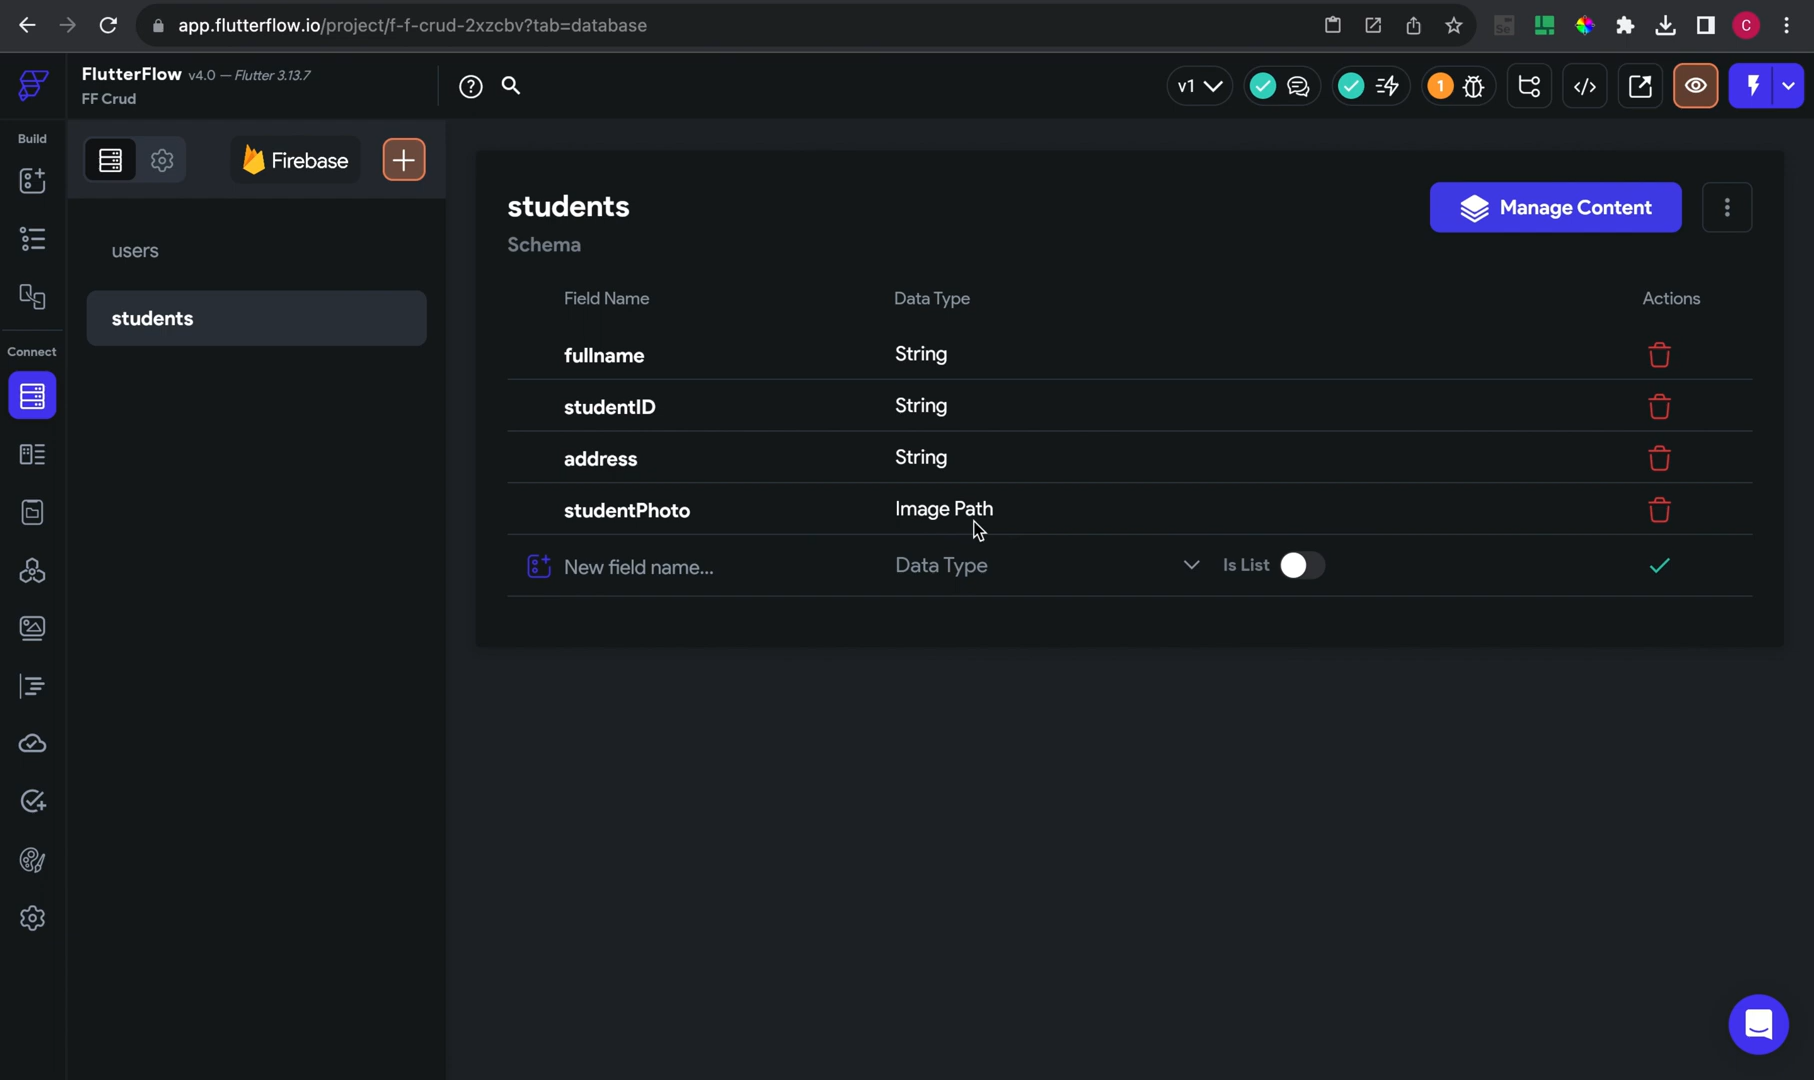 app.flutterflow.io/project/f-f-crud-2xzcbv?tab=database
C
FlutterFlow v4.0 — Flutter 3.13.7
FF Crud
v1
1
Build
Firebase
users
students
Connect
students
Manage Content
Schema
Field Name Data Type Actions
fullname String
studentID String
address String
studentPhoto Image Path
New field name... Data Type Is List